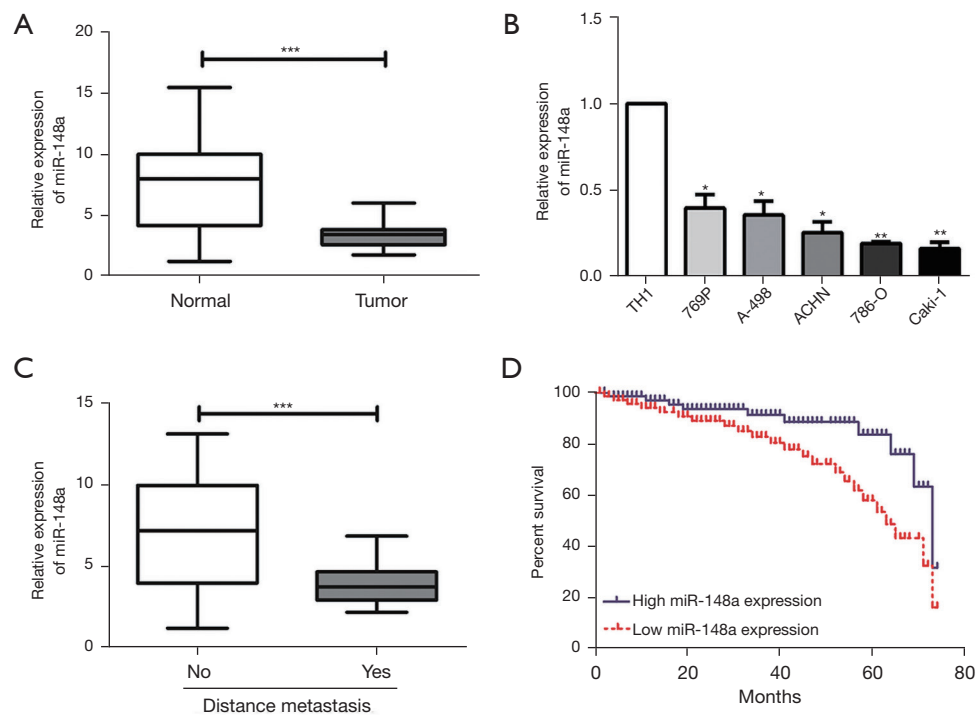 A
Relative expression
of miR-148a
20
15
10
5
0
***
Normal
Tumor
B
Relative expression
of miR-148a
1.0
0.5
0.0
*
*
*
**
**
TH1
769P
A-498
ACHN
786-O
Caki-1
C
Relative expression
of miR-148a
15
10
5
0
***
No
Yes
Distance metastasis
D
Percent survival
100
80
60
40
20
0
High miR-148a expression
Low miR-148a expression
0
20
40
60
80
Months